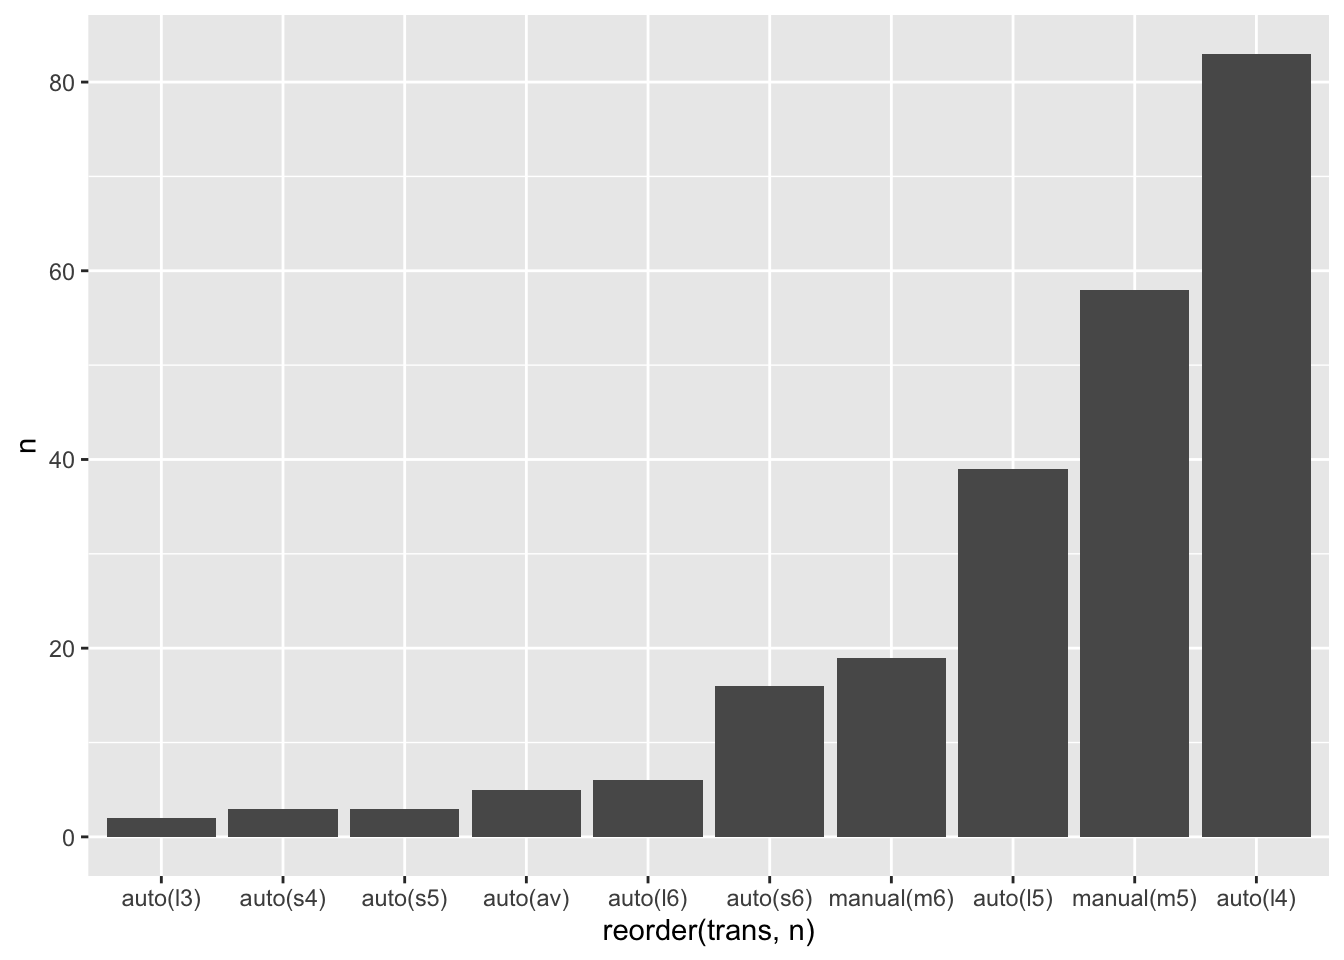 80
60
40
20
0
n
auto(l3) auto(s4) auto(s5) auto(av) auto(l6) auto(s6) manual(m6) auto(l5) manual(m5) auto(l4)
reorder(trans, n)